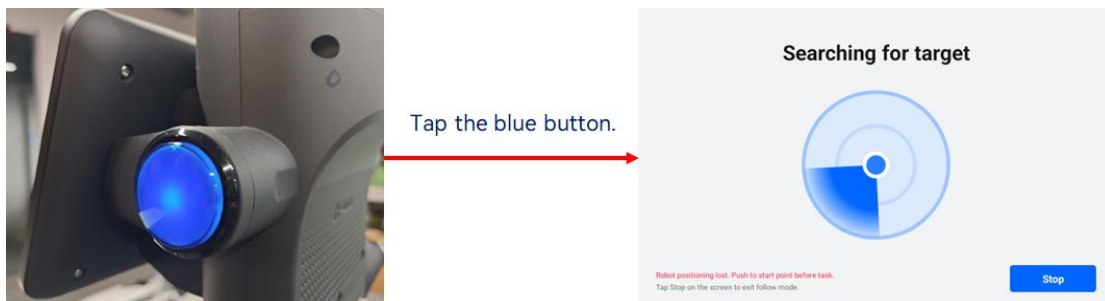 Tap the blue button.
Searching for target
Robot positioning lost. Push to start point before task.
Tap Stop on the screen to exit follow mode.
Stop